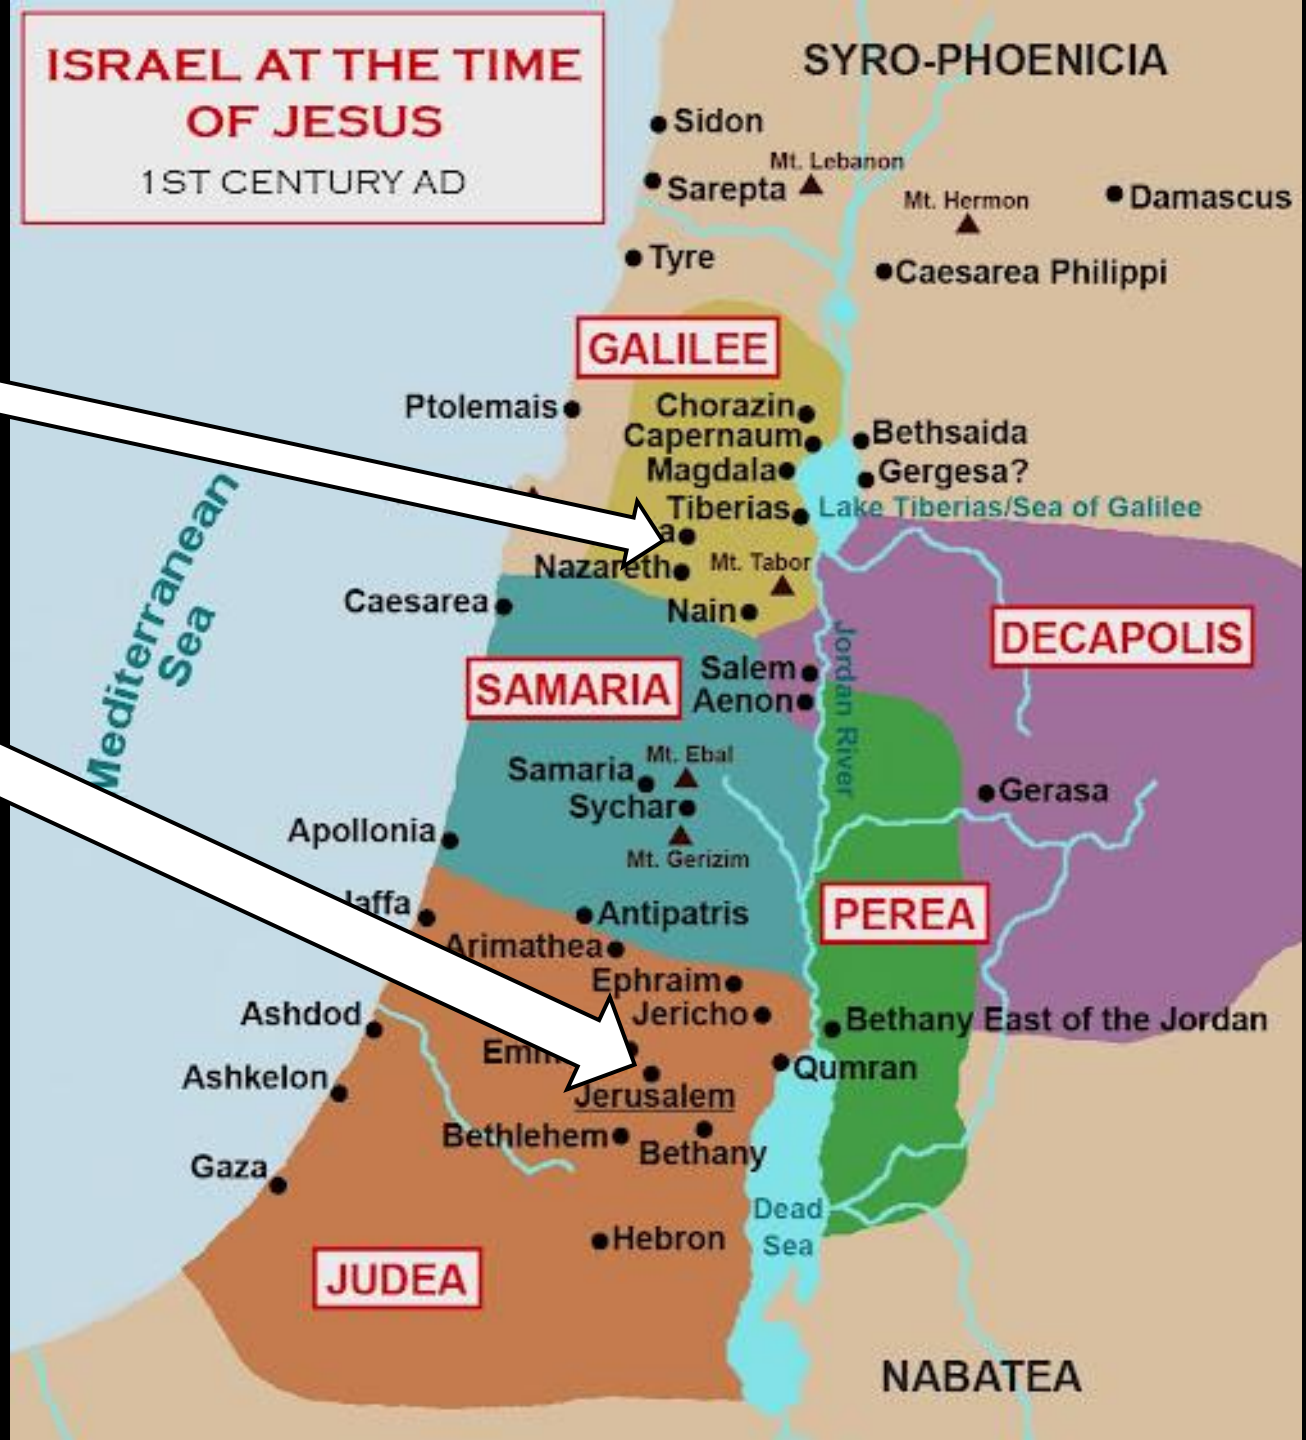 ISRAEL AT THE TIME
OF JESUS
1ST CENTURY AD
SYRO-PHOENICIA
Sidon
Mt. Lebanon
Sarepta
Mt. Hermon
Damascus
Tyre
Caesarea Philippi
GALILEE
Ptolemais
Chorazin
Capernaum
Bethsaida
Magdala
Gergesa?
Tiberias
Lake Tiberias/Sea of Galilee
a
Nazareth
Mt. Tabor
Mediterranean
Sea
Caesarea
Nain
DECAPOLIS
Jordan River
SAMARIA
Salem
Aenon
Mt. Ebal
Samaria
Sychar
Gerasa
Apollonia
Mt. Gerizim
Jaffa
Antipatris
PEREA
Arimathea
Ephraim
Jericho
Ashdod
Bethany East of the Jordan
Emm
Qumran
Ashkelon
Jerusalem
Bethlehem
Bethany
Gaza
Dead
Sea
Hebron
JUDEA
NABATEA